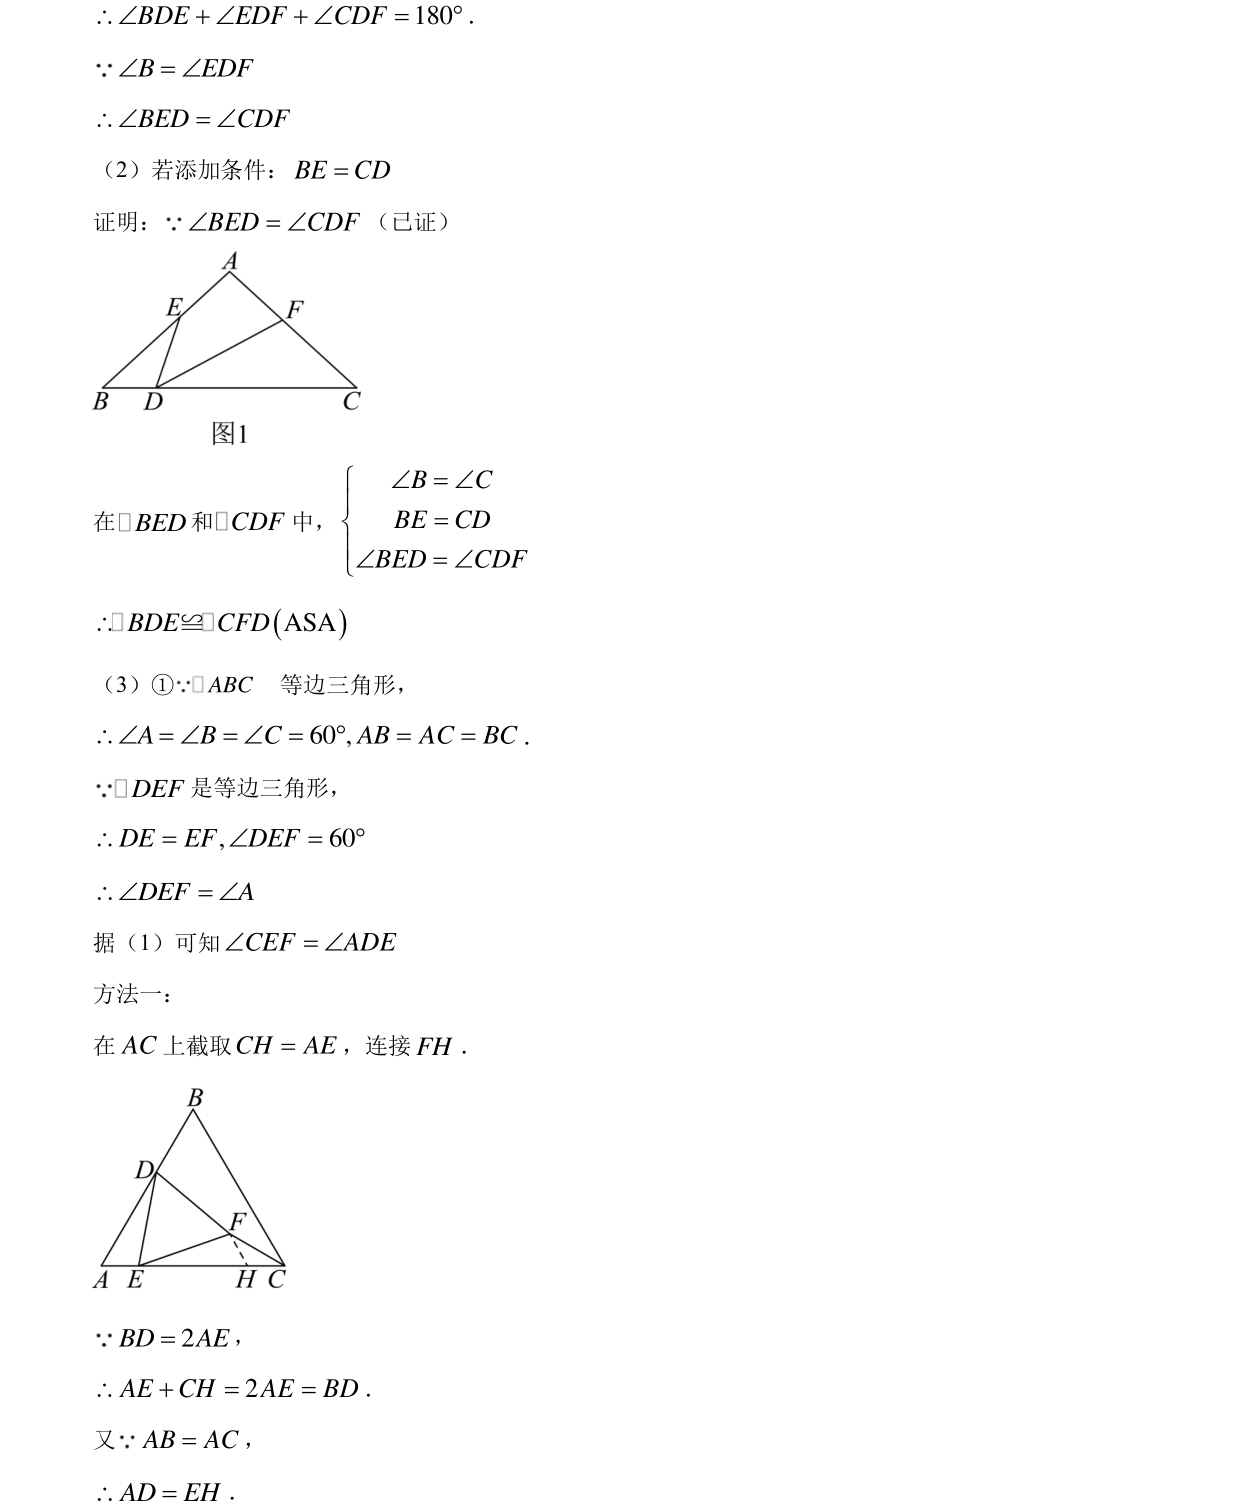 ∴∠BDE+∠EDF+∠CDF=180°.
∵∠B=∠EDF
∴∠BED=∠CDF
（2）若添加条件：BE=CD
证明：∵∠BED=∠CDF（已证）
A
E
F
B D C
图1
∠B=∠C
BE=CD
在□BED和□CDF中，{
∠BED=∠CDF
∴□BDE≌□CFD(ASA)
（3）①∵□ABC 等边三角形，
∴∠A=∠B=∠C=60°,AB=AC=BC.
∵□DEF是等边三角形，
∴DE=EF,∠DEF=60°
∴∠DEF=∠A
据（1）可知∠CEF=∠ADE
方法一：
在AC上截取CH=AE，连接FH.
B
D
F
A E H C
∵BD=2AE，
∴AE+CH=2AE=BD.
又∵AB=AC，
∴AD=EH.